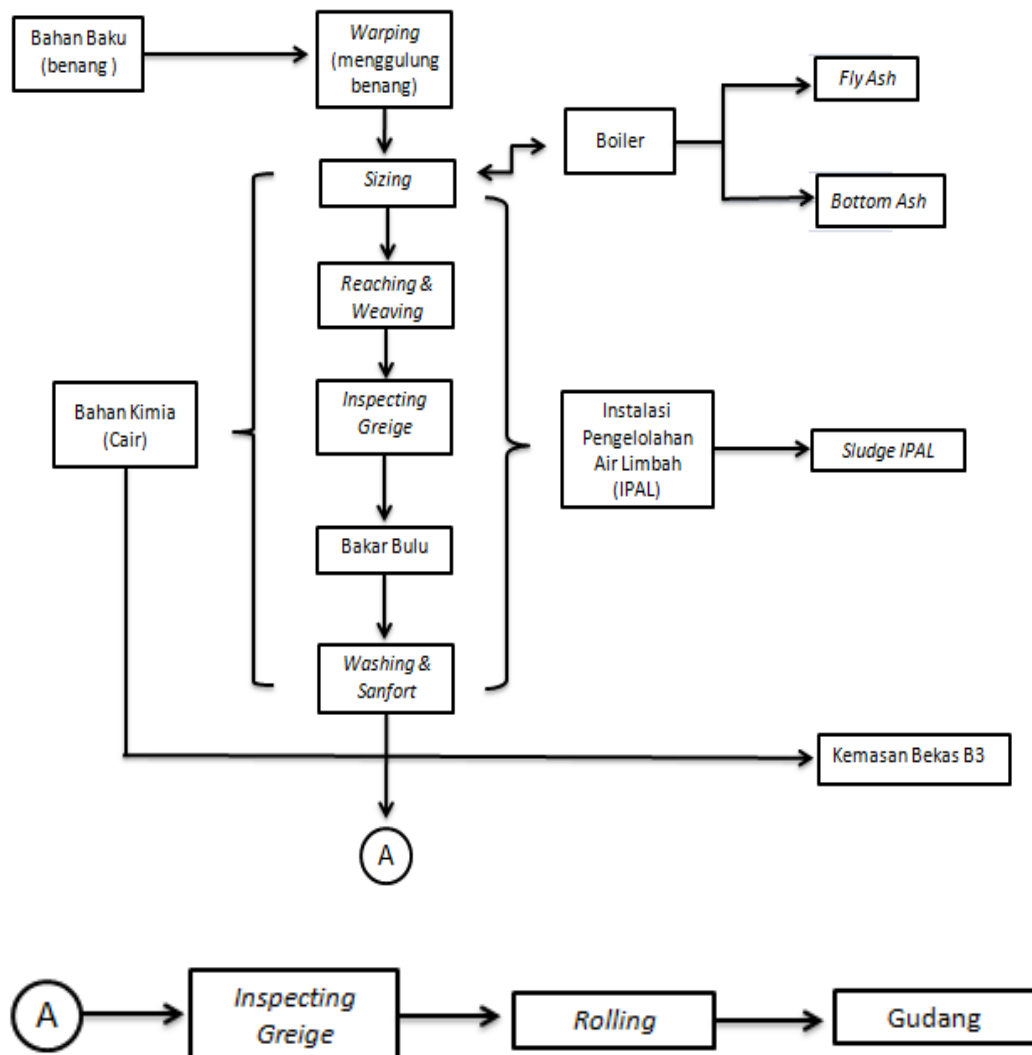 Bahan Baku
(benang )
Warping
(menggulung
benang)
Fly Ash
Boiler
Sizing
Bottom Ash
Reaching &
Weaving
Bahan Kimia
(Cair)
Inspecting
Greige
Instalasi
Pengelolahan
Air Limbah
(IPAL)
Sludge IPAL
Bakar Bulu
Washing &
Sanfort
Kemasan Bekas B3
A
A
Inspecting
Greige
Rolling
Gudang